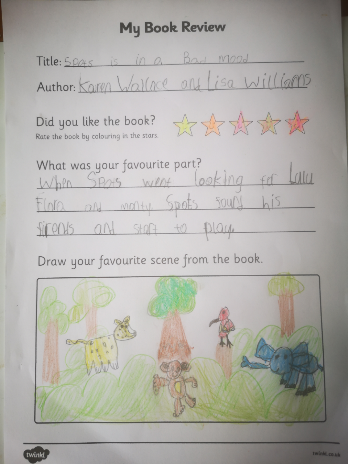 My Book Review
Title: Spots is in a Bad Mood
Author: Karen Wallace and Lisa Williams
Did you like the book?
Rate the book by colouring in the stars
What was your favourite part?
When Spots went looking for Lulu
Flora and monty Spots found his
firends and start to play
Draw your favourite scene from the book.
twinkl
twinkl.co.uk